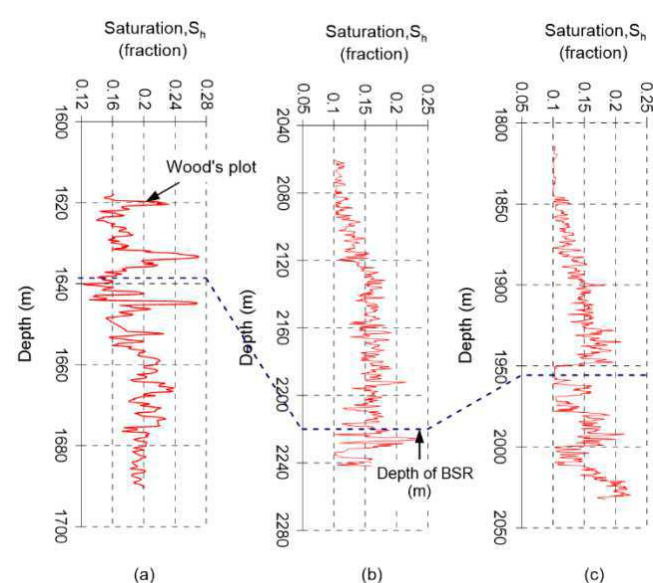 Saturation,Sh
(fraction)
0.12
0.16
0.2
0.24
0.28
1600
1620
1640
1660
1680
1700
Depth (m)
Wood's plot
(a)
Saturation,Sh
(fraction)
0.05
0.1
0.15
0.2
0.25
2040
2080
2120
2160
2200
2240
2280
Depth (m)
Depth of BSR
(m)
(b)
Saturation,Sh
(fraction)
0.05
0.1
0.15
0.2
0.25
1800
1850
1900
1950
2000
2050
Depth (m)
(c)